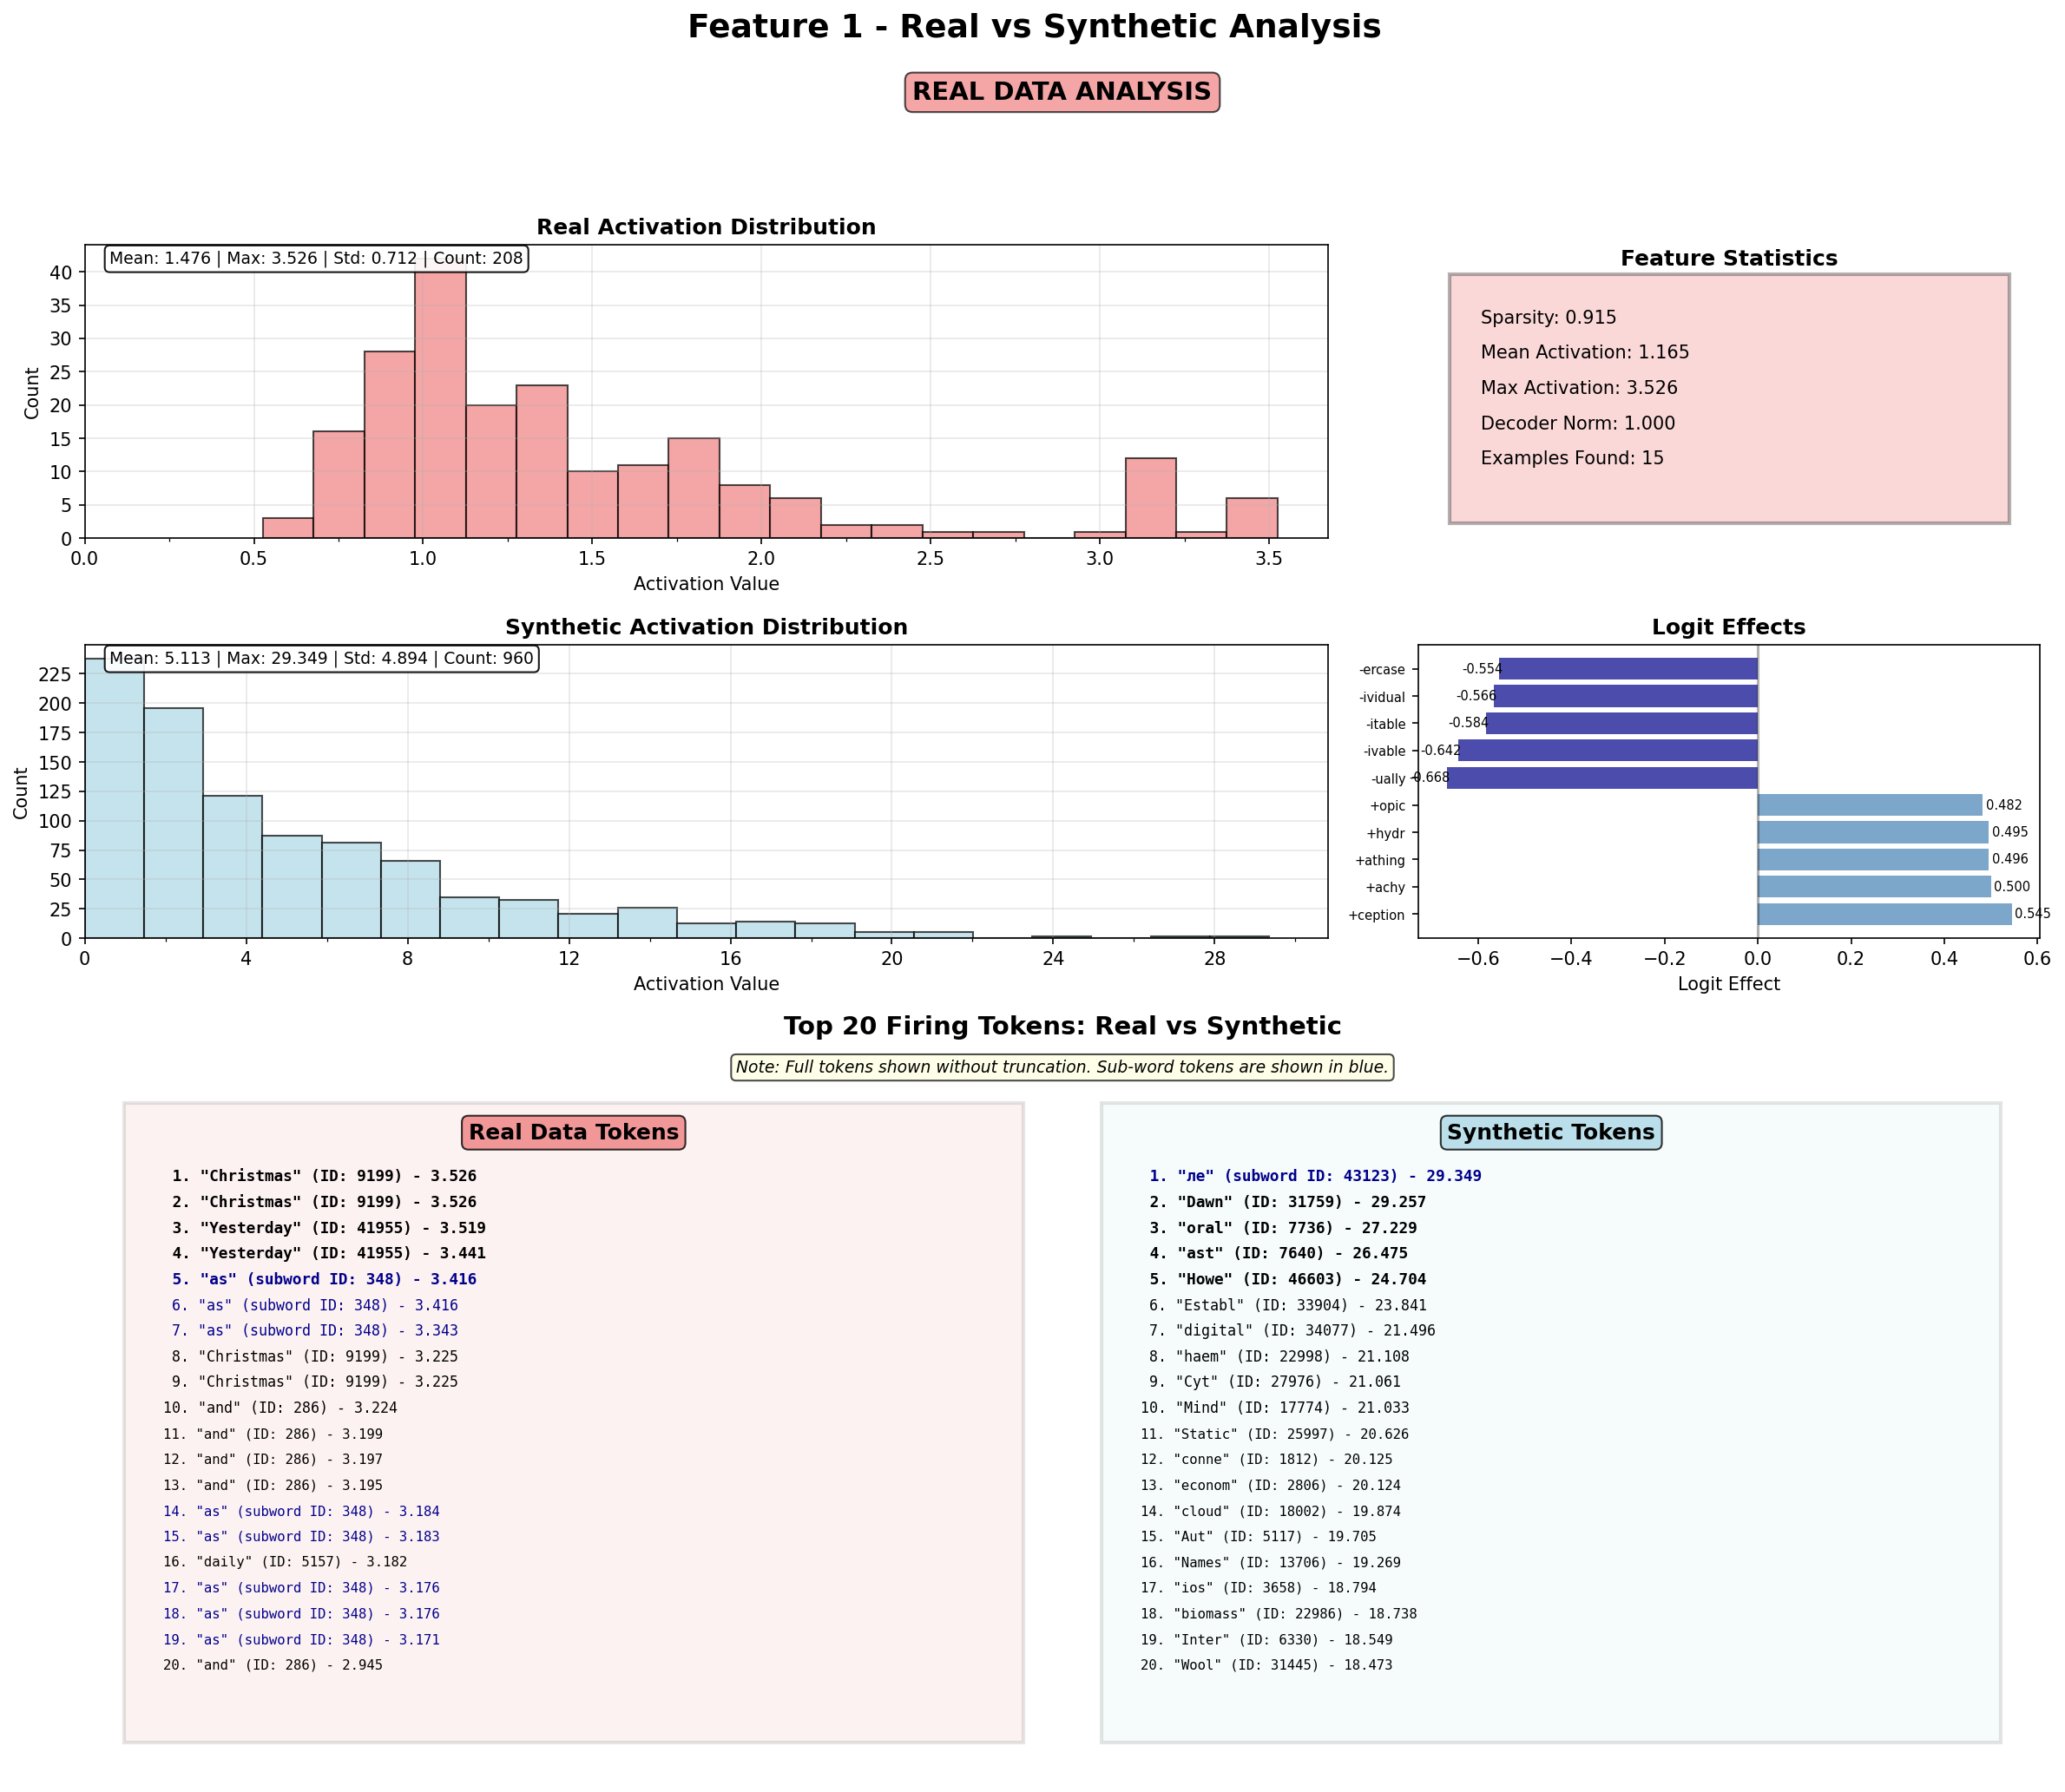 Feature 1 - Real vs Synthetic Analysis
REAL DATA ANALYSIS
Real Activation Distribution
Mean: 1.476 | Max: 3.526 | Std: 0.712 | Count: 208
Count
40
35
30
25
20
15
10
5
0
0.0 0.5 1.0 1.5 2.0 2.5 3.0 3.5
Activation Value
Feature Statistics
Sparsity: 0.915
Mean Activation: 1.165
Max Activation: 3.526
Decoder Norm: 1.000
Examples Found: 15
Synthetic Activation Distribution
Mean: 5.113 | Max: 29.349 | Std: 4.894 | Count: 960
Count
225
200
175
150
125
100
75
50
25
0
0 4 8 12 16 20 24 28
Activation Value
Logit Effects
-ercase -0.554
-ividual -0.566
-itable -0.584
-ivable -0.642
-ually -0.668
+opic 0.482
+hydr 0.495
+athing 0.496
+achy 0.500
+ception 0.545
−0.6 −0.4 −0.2 0.0 0.2 0.4 0.6
Logit Effect
Top 20 Firing Tokens: Real vs Synthetic
Note: Full tokens shown without truncation. Sub-word tokens are shown in blue.
Real Data Tokens
1. "Christmas" (ID: 9199) - 3.526
2. "Christmas" (ID: 9199) - 3.526
3. "Yesterday" (ID: 41955) - 3.519
4. "Yesterday" (ID: 41955) - 3.441
5. "as" (subword ID: 348) - 3.416
6. "as" (subword ID: 348) - 3.416
7. "as" (subword ID: 348) - 3.343
8. "Christmas" (ID: 9199) - 3.225
9. "Christmas" (ID: 9199) - 3.225
10. "and" (ID: 286) - 3.224
11. "and" (ID: 286) - 3.199
12. "and" (ID: 286) - 3.197
13. "and" (ID: 286) - 3.195
14. "as" (subword ID: 348) - 3.184
15. "as" (subword ID: 348) - 3.183
16. "daily" (ID: 5157) - 3.182
17. "as" (subword ID: 348) - 3.176
18. "as" (subword ID: 348) - 3.176
19. "as" (subword ID: 348) - 3.171
20. "and" (ID: 286) - 2.945
Synthetic Tokens
1. "ле" (subword ID: 43123) - 29.349
2. "Dawn" (ID: 31759) - 29.257
3. "oral" (ID: 7736) - 27.229
4. "ast" (ID: 7640) - 26.475
5. "Howe" (ID: 46603) - 24.704
6. "Establ" (ID: 33904) - 23.841
7. "digital" (ID: 34077) - 21.496
8. "haem" (ID: 22998) - 21.108
9. "Cyt" (ID: 27976) - 21.061
10. "Mind" (ID: 17774) - 21.033
11. "Static" (ID: 25997) - 20.626
12. "conne" (ID: 1812) - 20.125
13. "econom" (ID: 2806) - 20.124
14. "cloud" (ID: 18002) - 19.874
15. "Aut" (ID: 5117) - 19.705
16. "Names" (ID: 13706) - 19.269
17. "ios" (ID: 3658) - 18.794
18. "biomass" (ID: 22986) - 18.738
19. "Inter" (ID: 6330) - 18.549
20. "Wool" (ID: 31445) - 18.473